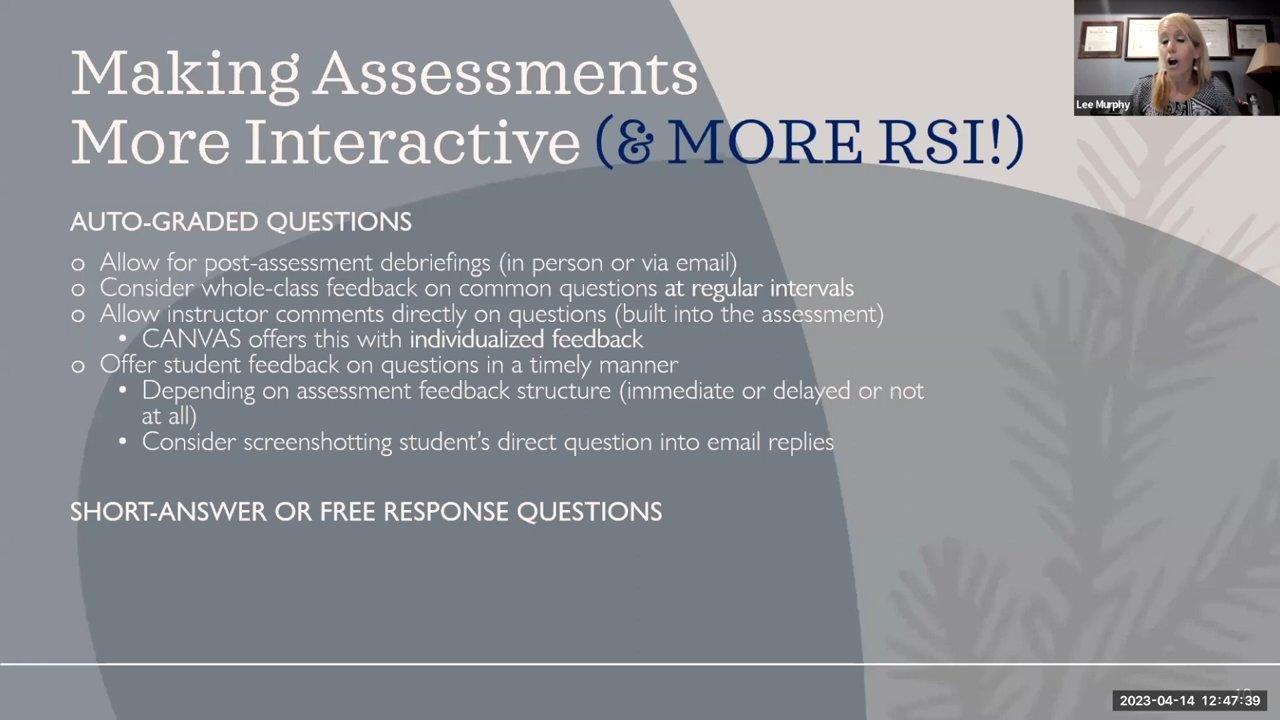 Making Assessments
More Interactive (& MORE RSI!)
Lee Murphy
AUTO-GRADED QUESTIONS
o Allow for post-assessment debriefings (in person or via email)
o Consider whole-class feedback on common questions at regular intervals
o Allow instructor comments directly on questions (built into the assessment)
• CANVAS offers this with individualized feedback
o Offer student feedback on questions in a timely manner
• Depending on assessment feedback structure (immediate or delayed or not
at all)
• Consider screenshotting student's direct question into email replies
SHORT-ANSWER OR FREE RESPONSE QUESTIONS
2023-04-14 12:47:39